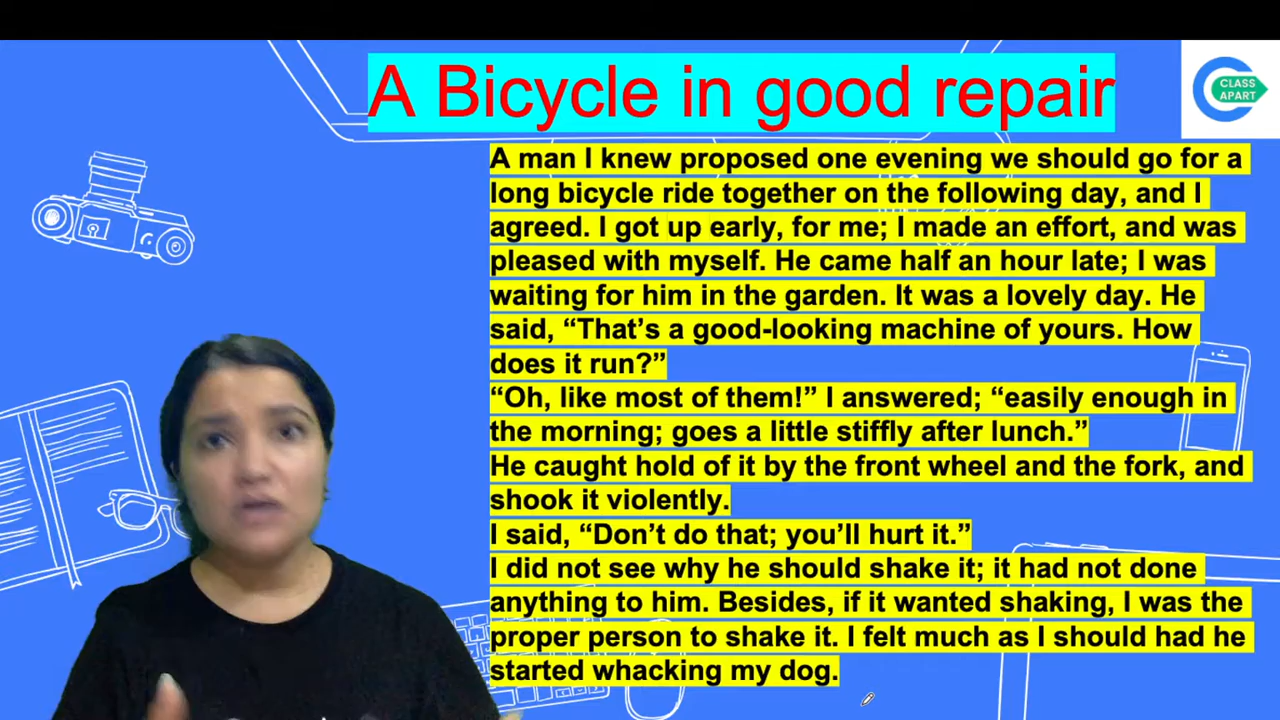 A Bicycle in good repair
CLASS
APART
A man I knew proposed one evening we should go for a
long bicycle ride together on the following day, and I
agreed. I got up early, for me; I made an effort, and was
pleased with myself. He came half an hour late; I was
waiting for him in the garden. It was a lovely day. He
said, “That’s a good-looking machine of yours. How
does it run?”
“Oh, like most of them!” I answered; “easily enough in
the morning; goes a little stiffly after lunch.”
He caught hold of it by the front wheel and the fork, and
shook it violently.
I said, “Don’t do that; you’ll hurt it.”
I did not see why he should shake it; it had not done
anything to him. Besides, if it wanted shaking, I was the
proper person to shake it. I felt much as I should had he
started whacking my dog.